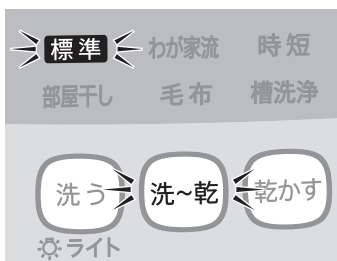 標準 わが家流 時短
部屋干し 毛布 槽洗浄
洗う 洗~乾 乾かす
ライト